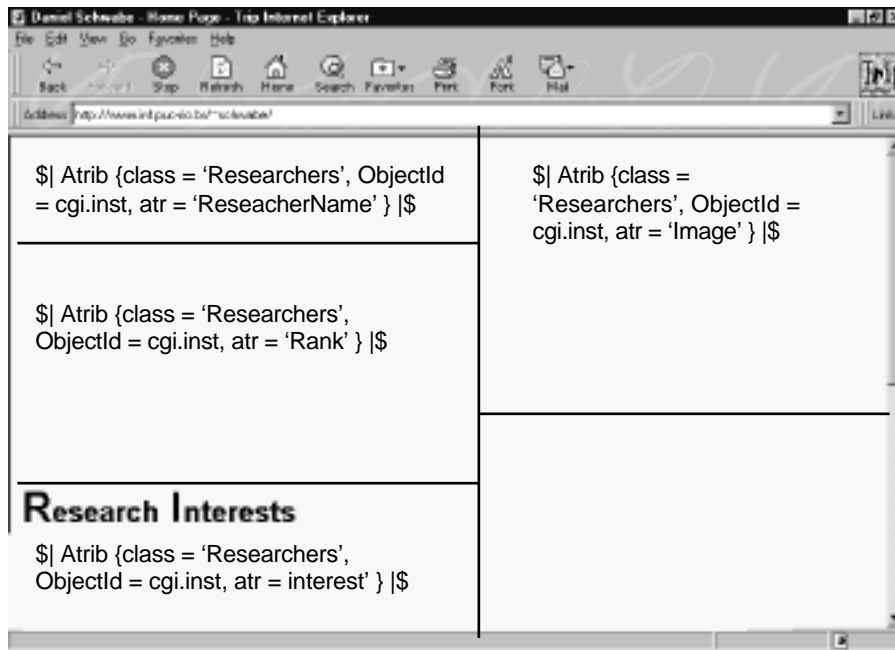 Daniel Schwabe - Home Page - Trip Internet Explorer
File Edit View Go Favorites Help
Back Forward Stop Refresh Home Search Favorites Print Font Mail
Address http://www.inf.puc-rio.br/~schwabe/
$| Atrib {class = ‘Researchers’, ObjectId
= cgi.inst, atr = ‘ReseacherName’ } |$
$| Atrib {class = ‘Researchers’,
ObjectId = cgi.inst, atr = ‘Rank’ } |$
Research Interests
$| Atrib {class = ‘Researchers’,
ObjectId = cgi.inst, atr = interest’ } |$
$| Atrib {class =
‘Researchers’, ObjectId =
cgi.inst, atr = ‘Image’ } |$